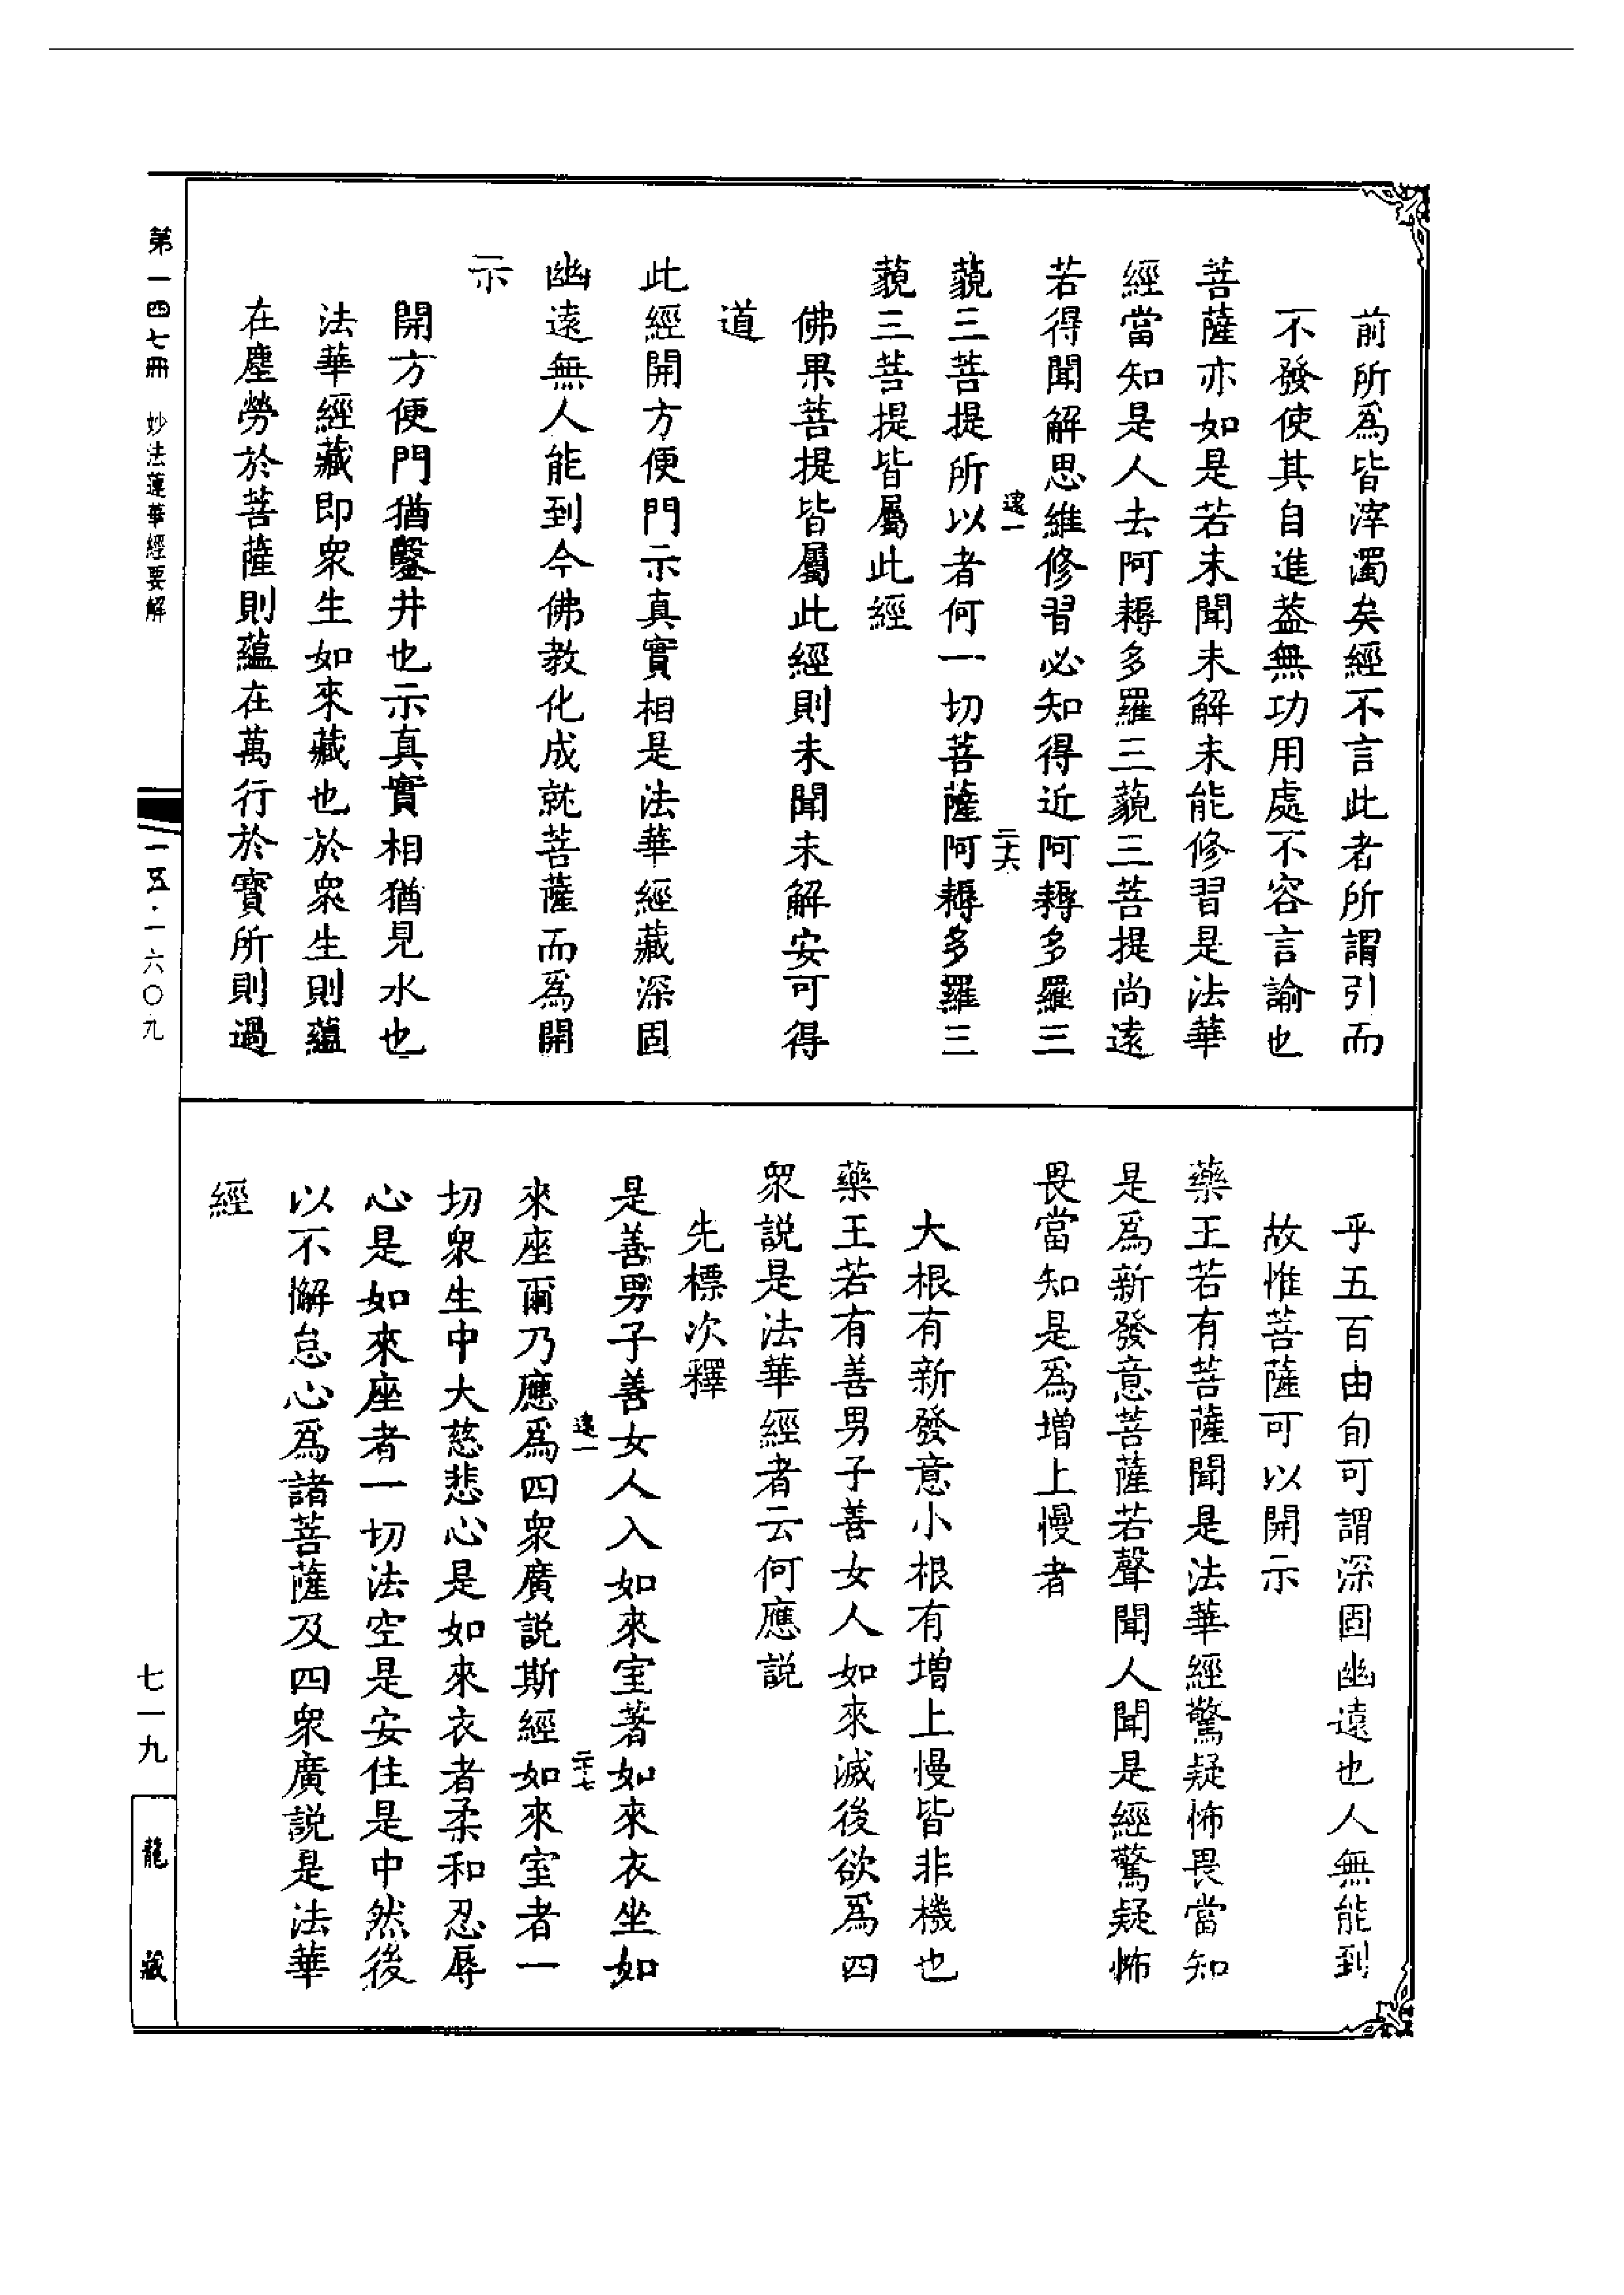 前所爲皆滓濁矣經不言此者所謂引而
不發使其自進葢無功用處不容言諭也
菩薩亦如是若未聞未解未能修習是法華
經當知是人去阿耨多羅三藐三菩提尚遠
若得聞解思維修習必知得近阿耨多羅三
遠一
二十六
藐三菩提所以者何一切菩薩阿耨多羅三
藐三菩提皆屬此經
佛果菩提皆屬此經則未聞未解安可得
道
此經開方便門示真實相是法華經藏深固
幽遠無人能到今佛教化成就菩薩而爲開
示
開方便門猶鑿井也示真實相猶見水也
法華經藏即衆生如來藏也於衆生則蘊
在塵勞於菩薩則蘊在萬行於寶所則過
乎五百由旬可謂深固幽遠也人無能到
故惟菩薩可以開示
藥王若有菩薩聞是法華經驚疑怖畏當知
是爲新發意菩薩若聲聞人聞是經驚疑怖
畏當知是爲增上慢者
大根有新發意小根有增上慢皆非機也
藥王若有善男子善女人如來滅後欲爲四
衆説是法華經者云何應説
先標次釋
是善男子善女人入如來室著如來衣坐如
遠一
二十七
來座爾乃應爲四衆廣説斯經如來室者一
切衆生中大慈悲心是如來衣者柔和忍辱
心是如來座者一切法空是安住是中然後
以不懈怠心爲諸菩薩及四衆廣説是法華
經
第一四七冊 妙法蓮華經要解
一五·一六〇九
七一九
龍藏